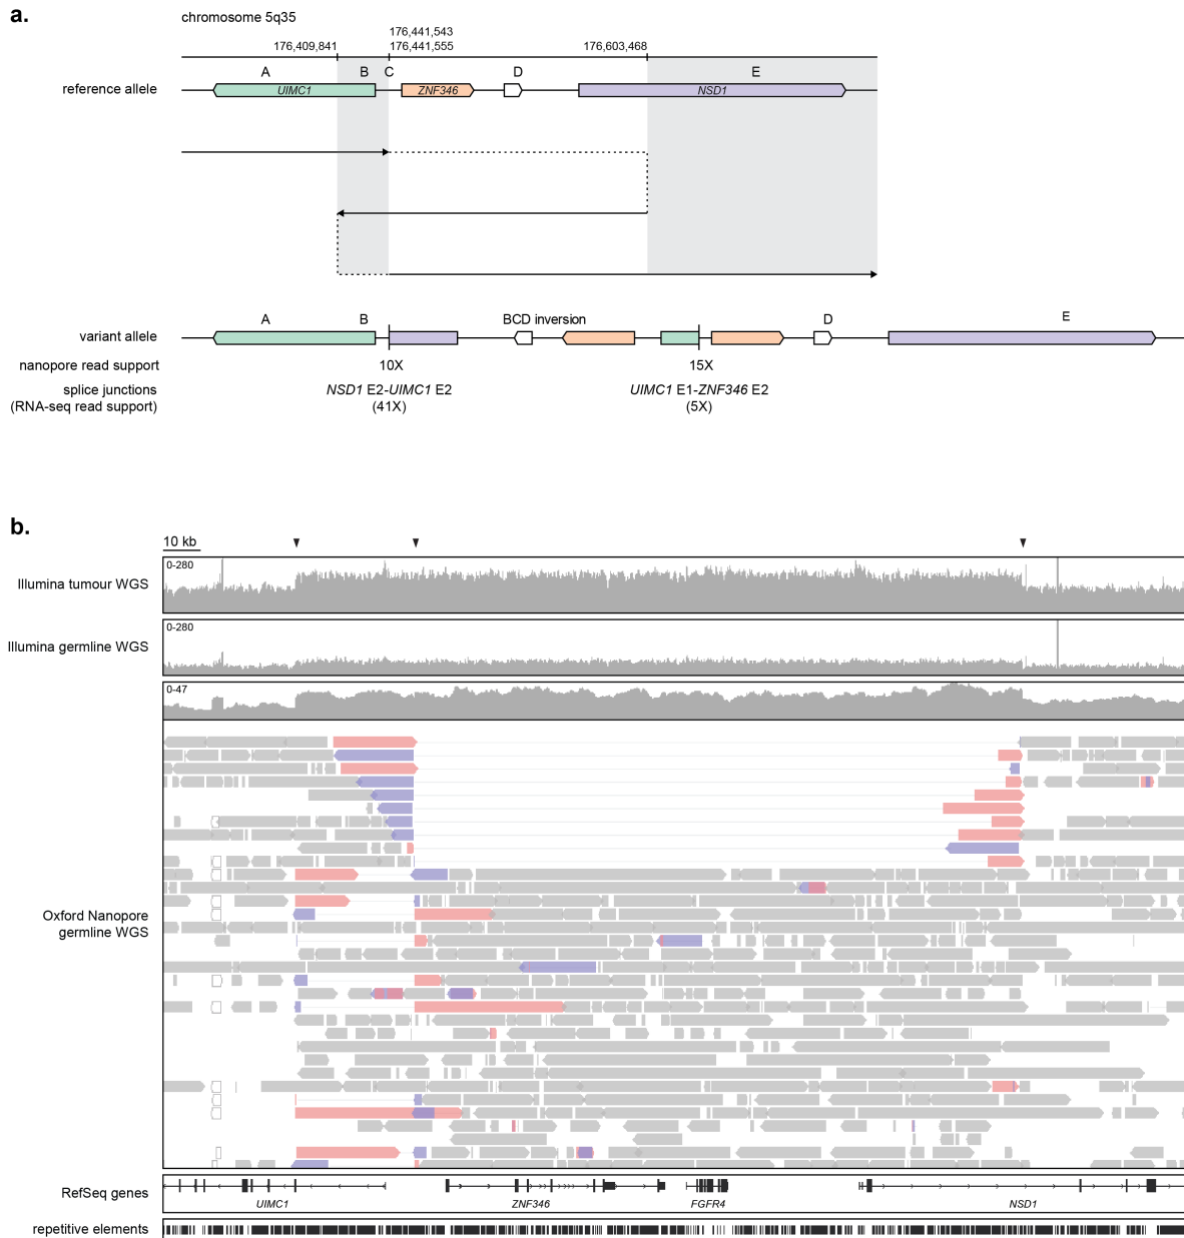 a.
chromosome 5q35
176,441,543
176,409,841 176,441,555 176,603,468
A B C D E
reference allele UIMC1 ZNF346 NSD1
A B BCD inversion D E
variant allele
nanopore read support 10X 15X
splice junctions NSD1 E2-UIMC1 E2 UIMC1 E1-ZNF346 E2
(RNA-seq read support) (41X) (5X)
b.
10 kb
0-280
Illumina tumour WGS
0-280
Illumina germline WGS
0-47
Oxford Nanopore
germline WGS
RefSeq genes
UIMC1 ZNF346 FGFR4 NSD1
repetitive elements